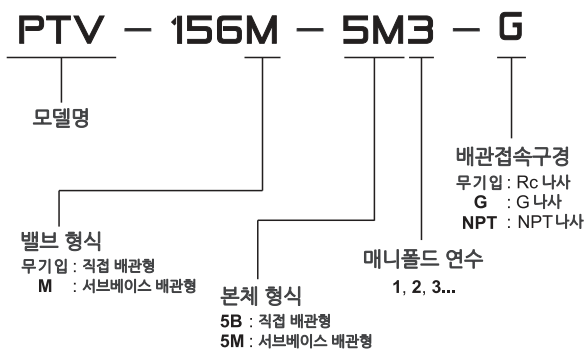 PTV - 156M - 5M3 - G
모델명
배관접속구경
무기입 : Rc 나사
G : G 나사
NPT : NPT 나사
밸브 형식
무기입 : 직접 배관형
M : 서브베이스 배관형
매니폴드 연수
1, 2, 3...
본체 형식
5B : 직접 배관형
5M : 서브베이스 배관형